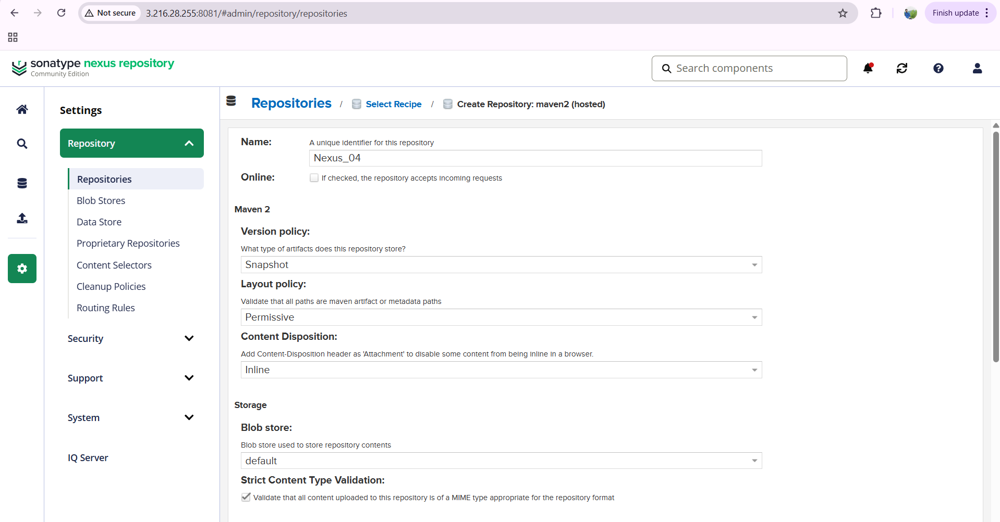 Not secure 3.216.28.255:8081/#admin/repository/repositories Finish update
sonatype nexus repository
Community Edition
Search components
Settings
Repository
Repositories
Blob Stores
Data Store
Proprietary Repositories
Content Selectors
Cleanup Policies
Routing Rules
Security
Support
System
IQ Server
Repositories / Select Recipe / Create Repository: maven2 (hosted)
Name: A unique identifier for this repository
Nexus_04
Online: If checked, the repository accepts incoming requests
Maven 2
Version policy:
What type of artifacts does this repository store?
Snapshot
Layout policy:
Validate that all paths are maven artifact or metadata paths
Permissive
Content Disposition:
Add Content-Disposition header as 'Attachment' to disable some content from being inline in a browser.
Inline
Storage
Blob store:
Blob store used to store repository contents
default
Strict Content Type Validation:
Validate that all content uploaded to this repository is of a MIME type appropriate for the repository format